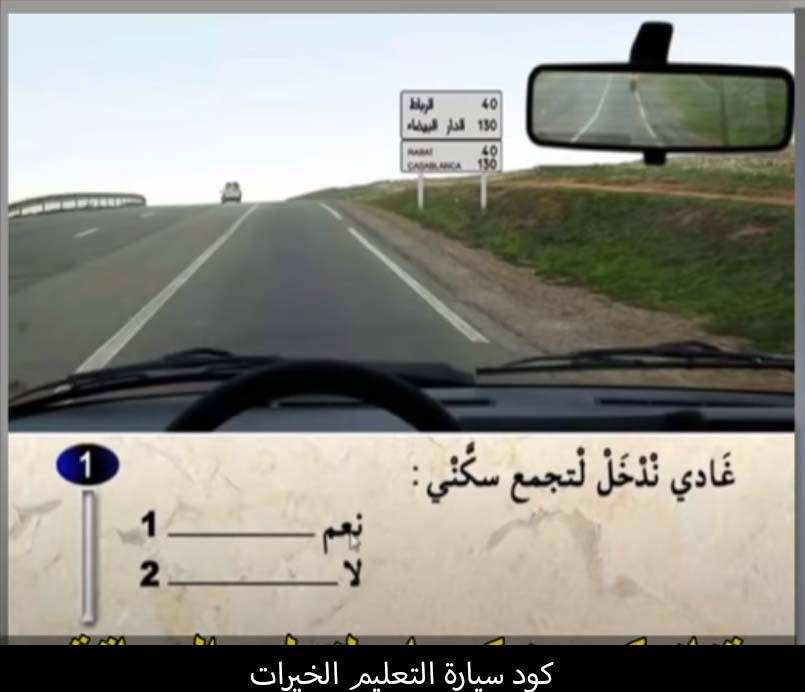 الرباط 40
الدار البيضاء 130
RABAT 40
CASABLANCA 130
1
غَادي نْدْخَلْ لْتجمع سكَّنْي :
نعم 1
لا 2
كود سيارة التعليم الخيرات